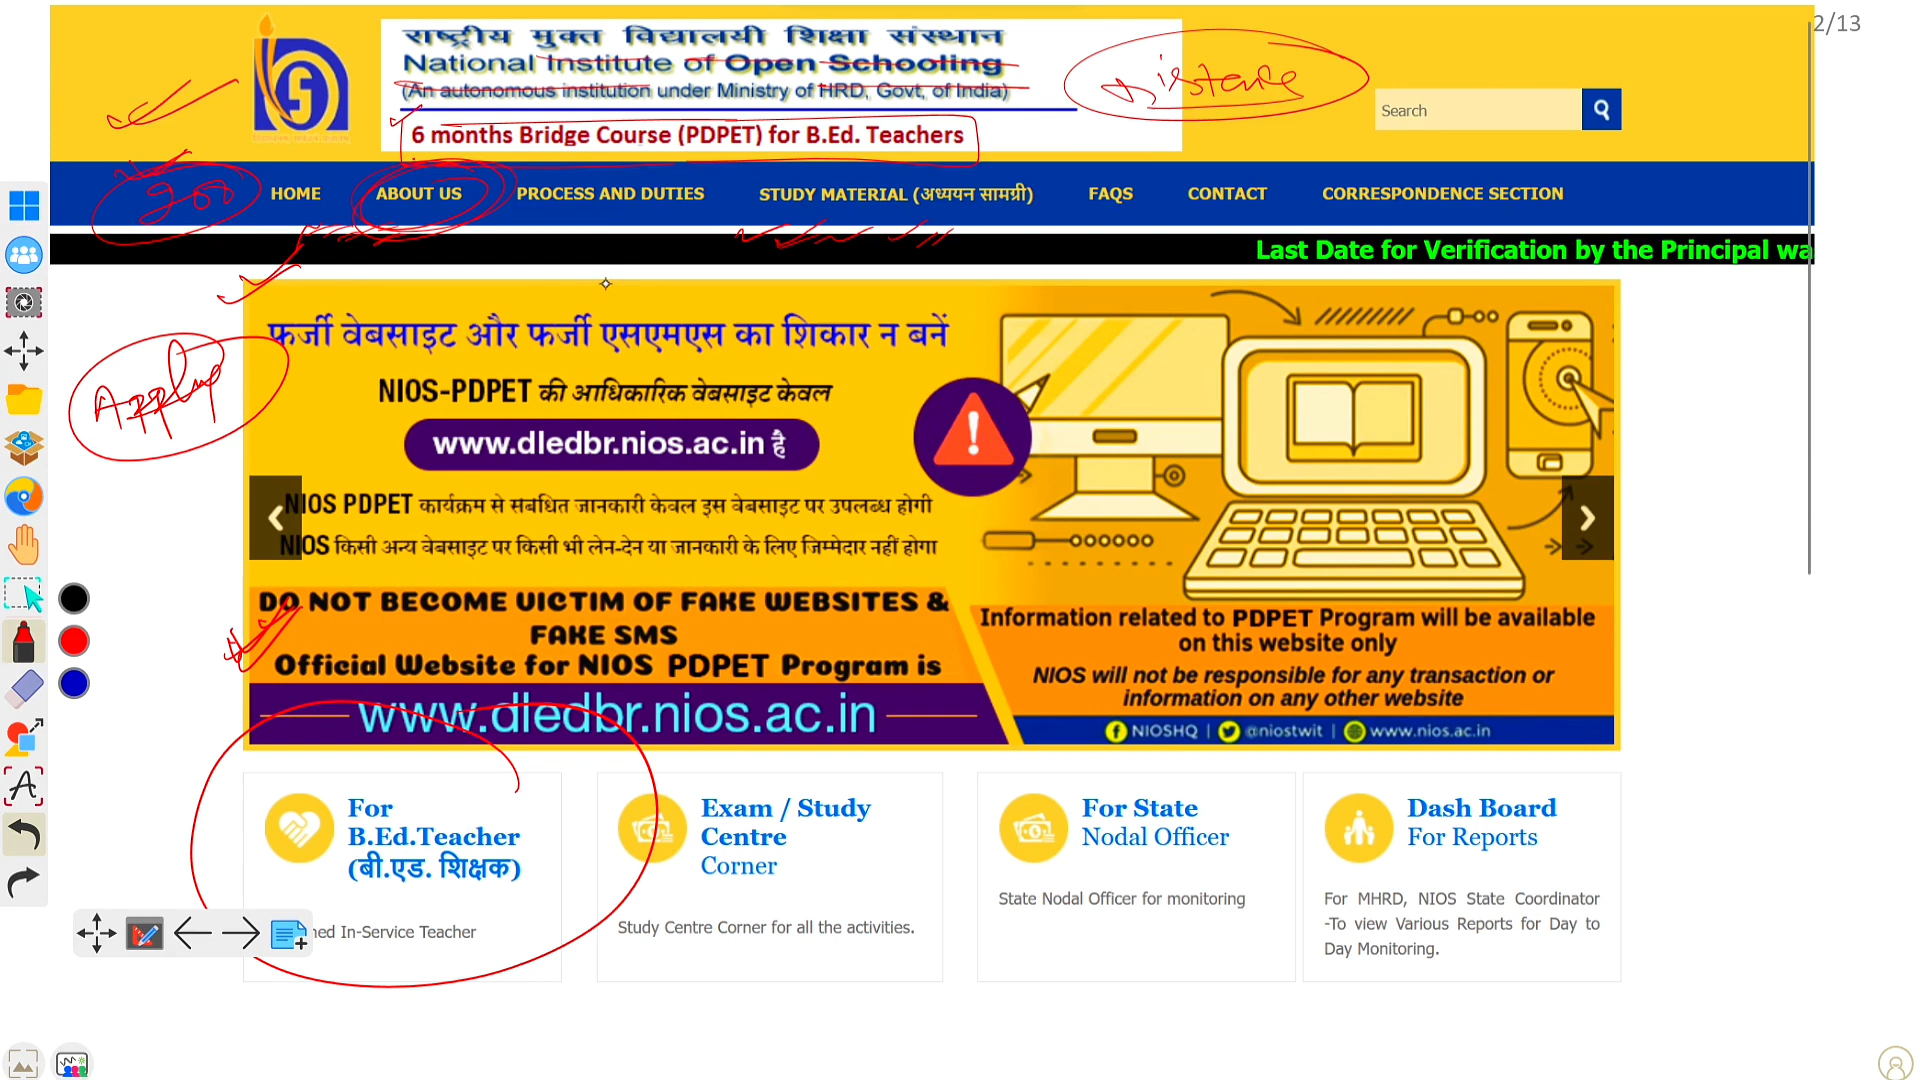 2/13
राष्ट्रीय मुक्त विद्यालयी शिक्षा संस्थान
National Institute of Open Schooling
(An autonomous institution under Ministry of HRD, Govt. of India)
Distance
Search
6 months Bridge Course (PDPET) for B.Ed. Teachers
HOME ABOUT US PROCESS AND DUTIES STUDY MATERIAL (अध्ययन सामग्री) FAQS CONTACT CORRESPONDENCE SECTION
Last Date for Verification by the Principal wa
फर्जी वेबसाइट और फर्जी एसएमएस का शिकार न बनें
NIOS-PDPET की आधिकारिक वेबसाइट केवल
Apply
www.dledbr.nios.ac.in है
NIOS PDPET कार्यक्रम से संबधित जानकारी केवल इस वेबसाइट पर उपलब्ध होगी
NIOS किसी अन्य वेबसाइट पर किसी भी लेन-देन या जानकारी के लिए जिम्मेदार नहीं होगा
DO NOT BECOME VICTIM OF FAKE WEBSITES &
FAKE SMS
Official Website for NIOS PDPET Program is
www.dledbr.nios.ac.in
Information related to PDPET Program will be available
on this website only
NIOS will not be responsible for any transaction or
information on any other website
NIOSHQ | @niostwit | www.nios.ac.in
For
B.Ed.Teacher
(बी.एड. शिक्षक)
In-Service Teacher
Exam / Study
Centre
Corner
Study Centre Corner for all the activities.
For State
Nodal Officer
State Nodal Officer for monitoring
Dash Board
For Reports
For MHRD, NIOS State Coordinator
-To view Various Reports for Day to
Day Monitoring.